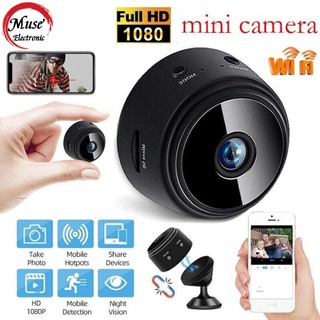 Muse'
Electronic
Full HD
1080
mini camera
WiFi
MODE
Take
Photo
Mobile
Hotpots
Share
Devices
HD
1080P
Mobile
Detection
Night
Vision